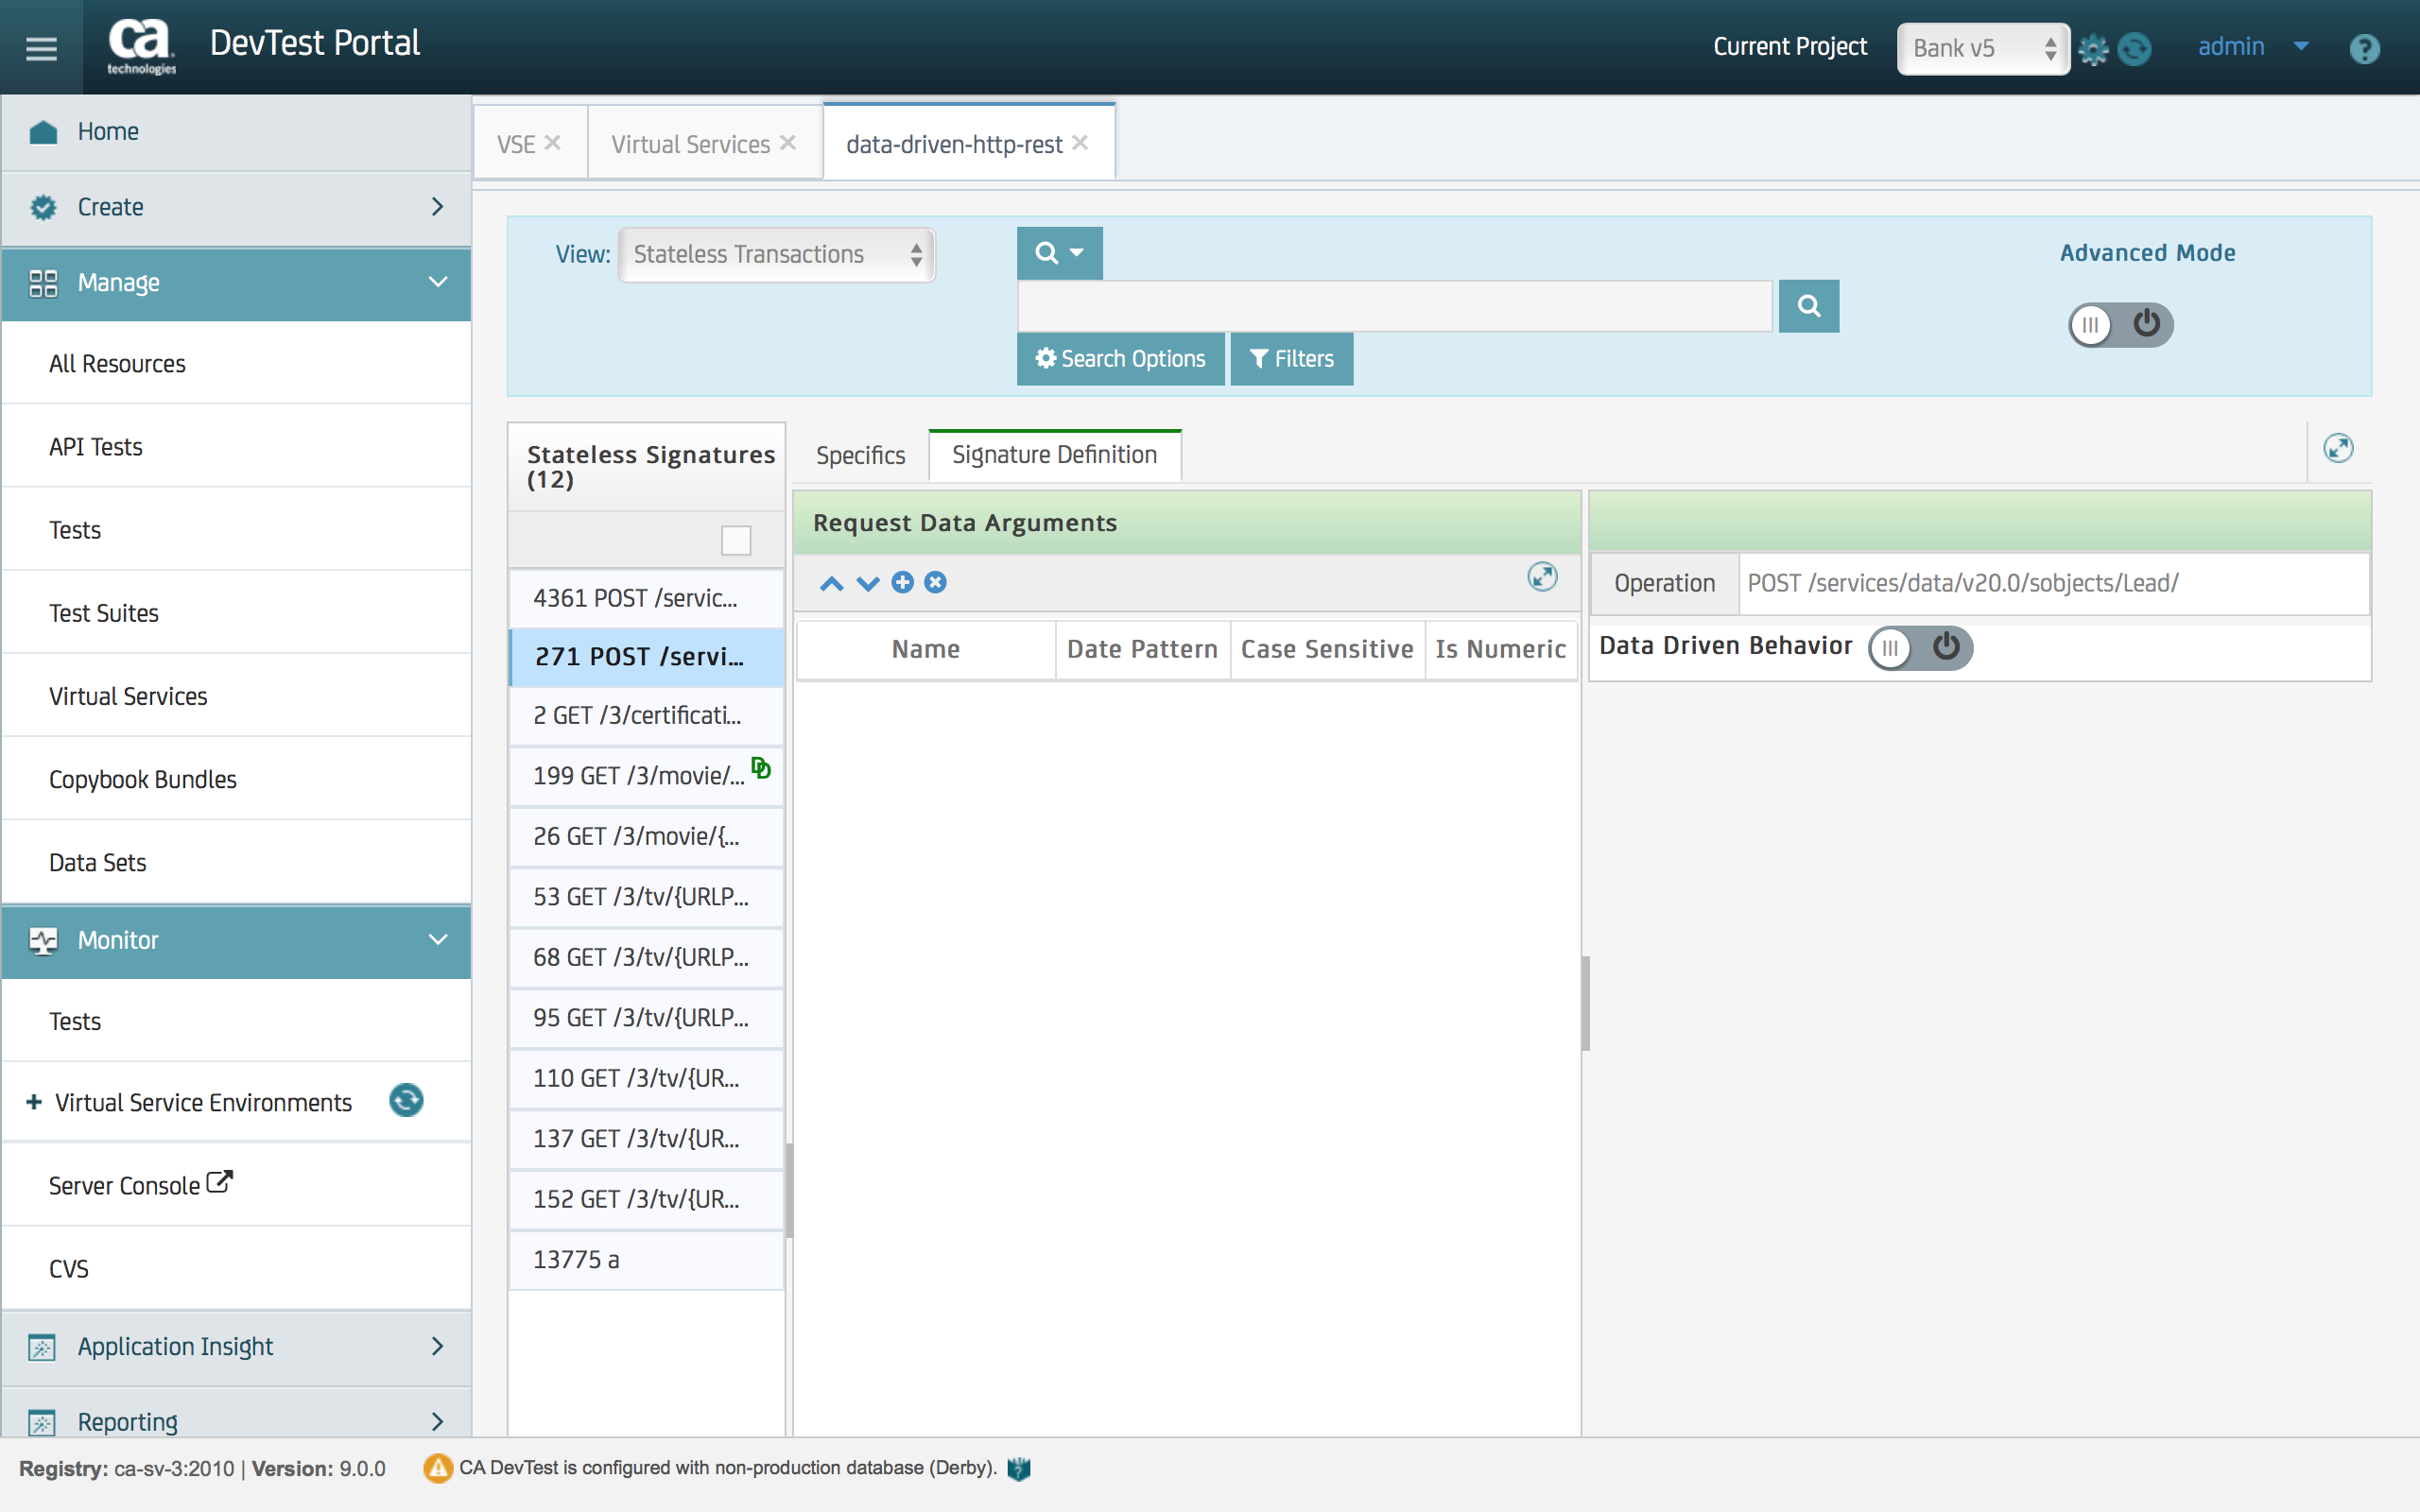 ca
technologies
DevTest Portal
Current Project
Bank v5
admin
Home
Create
Manage
All Resources
API Tests
Tests
Test Suites
Virtual Services
Copybook Bundles
Data Sets
Monitor
Tests
Virtual Service Environments
Server Console
CVS
Application Insight
Reporting
VSE
Virtual Services
data-driven-http-rest
View:
Stateless Transactions
Search Options
Filters
Advanced Mode
Stateless Signatures
(12)
4361 POST /servic...
271 POST /servi...
2 GET /3/certificati...
199 GET /3/movie/...
26 GET /3/movie/{...
53 GET /3/tv/{URLP...
68 GET /3/tv/{URLP...
95 GET /3/tv/{URLP...
110 GET /3/tv/{UR...
137 GET /3/tv/{UR...
152 GET /3/tv/{UR...
13775 a
Specifics
Signature Definition
Request Data Arguments
Name
Date Pattern
Case Sensitive
Is Numeric
Operation
POST /services/data/v20.0/sobjects/Lead/
Data Driven Behavior
Registry: ca-sv-3:2010 | Version: 9.0.0
CA DevTest is configured with non-production database (Derby).